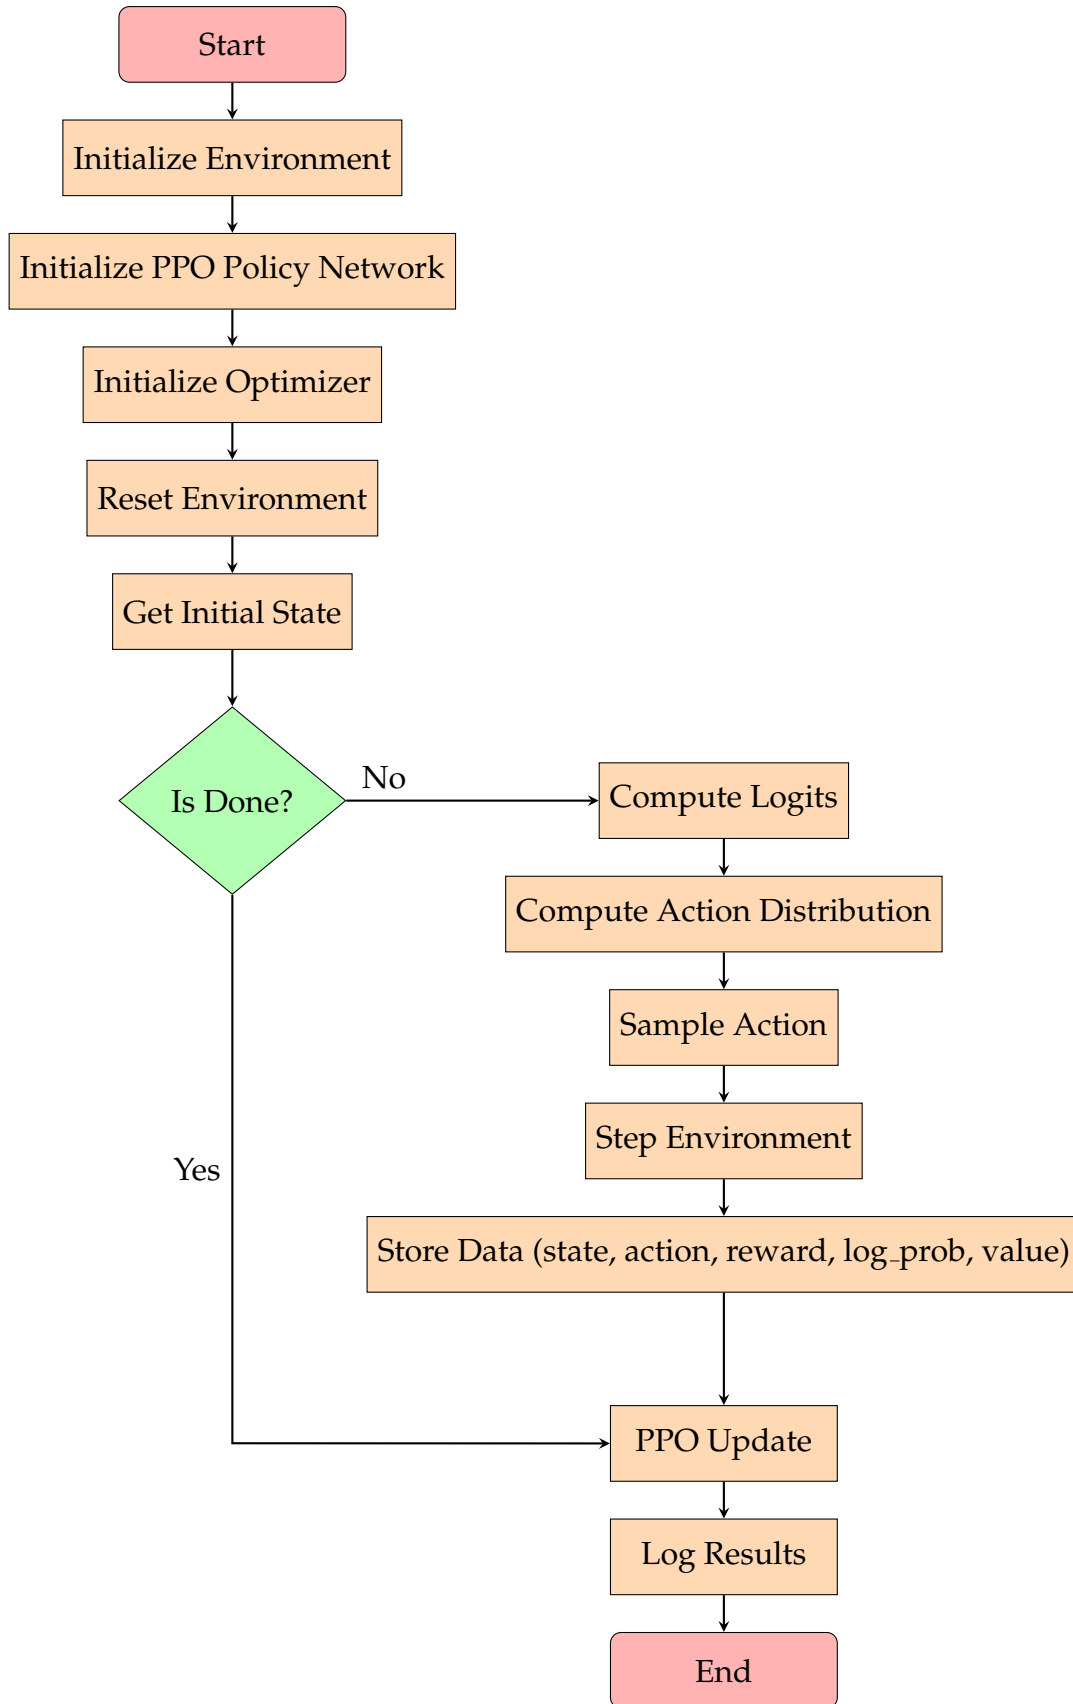 Start
Initialize Environment
Initialize PPO Policy Network
Initialize Optimizer
Reset Environment
Get Initial State
Is Done?
No
Compute Logits
Compute Action Distribution
Sample Action
Step Environment
Yes
Store Data (state, action, reward, log_prob, value)
PPO Update
Log Results
End